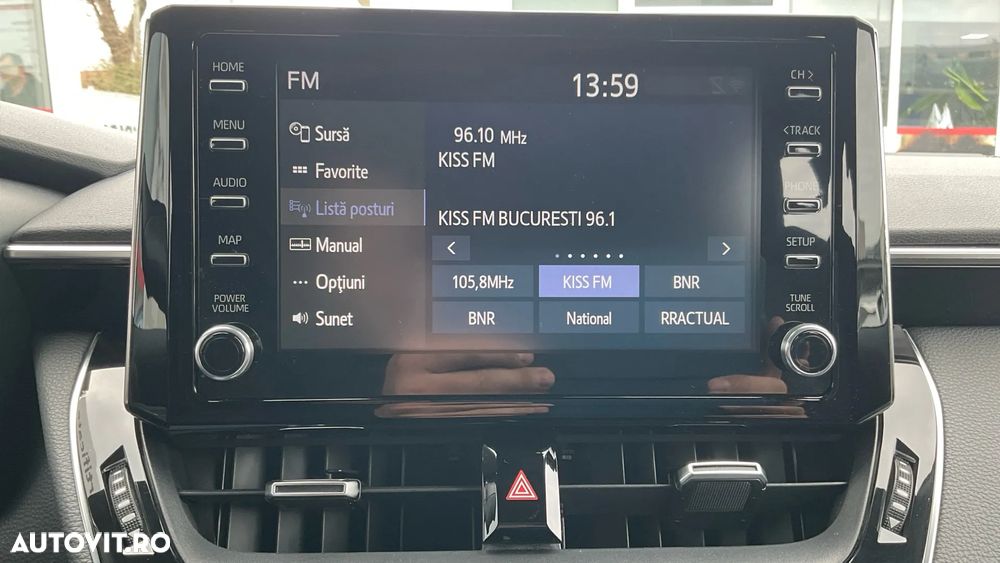 HOME
MENU
AUDIO
MAP
POWER
VOLUME
FM
13:59
Sursă
Favorite
Listă posturi
Manual
Opţiuni
Sunet
96.10 MHz
KISS FM
KISS FM BUCURESTI 96.1
< >
105,8MHz KISS FM BNR
BNR National RRACTUAL
CH >
< TRACK
PHONE
SETUP
TUNE
SCROLL
AUTOVIT.RO